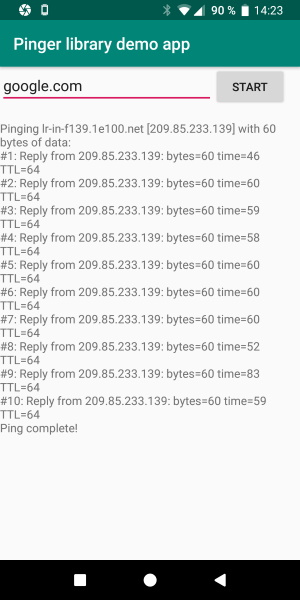 90 % 14:23
Pinger library demo app
google.com START
Pinging lr-in-f139.1e100.net [209.85.233.139] with 60
bytes of data:
#1: Reply from 209.85.233.139: bytes=60 time=46
TTL=64
#2: Reply from 209.85.233.139: bytes=60 time=60
TTL=64
#3: Reply from 209.85.233.139: bytes=60 time=59
TTL=64
#4: Reply from 209.85.233.139: bytes=60 time=58
TTL=64
#5: Reply from 209.85.233.139: bytes=60 time=60
TTL=64
#6: Reply from 209.85.233.139: bytes=60 time=60
TTL=64
#7: Reply from 209.85.233.139: bytes=60 time=60
TTL=64
#8: Reply from 209.85.233.139: bytes=60 time=52
TTL=64
#9: Reply from 209.85.233.139: bytes=60 time=83
TTL=64
#10: Reply from 209.85.233.139: bytes=60 time=59
TTL=64
Ping complete!